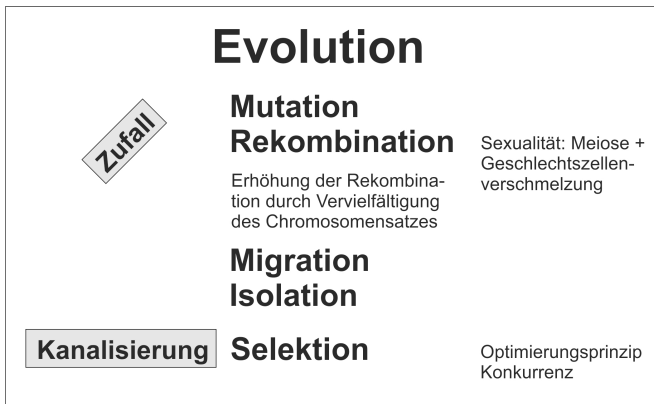 Evolution
Zufall
Mutation
Rekombination
Sexualität: Meiose +
Geschlechtszellen-
verschmelzung
Erhöhung der Rekombina-
tion durch Vervielfältigung
des Chromosomensatzes
Migration
Isolation
Kanalisierung
Selektion
Optimierungsprinzip
Konkurrenz